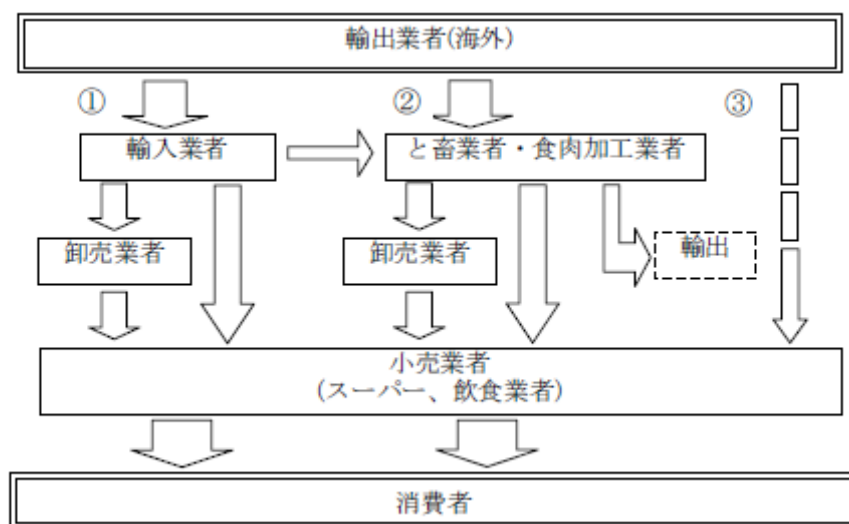 輸出業者(海外)
①
②
③
輸入業者
と畜業者・食肉加工業者
卸売業者
卸売業者
輸出
小売業者
(スーパー、飲食業者)
消費者